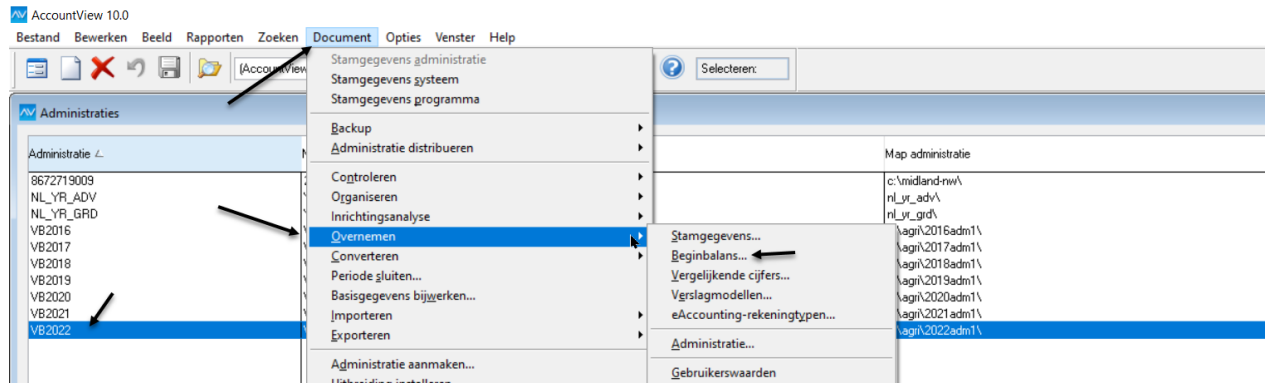 AccountView 10.0
Bestand Bewerken Beeld Rapporten Zoeken Document Opties Venster Help
(AccountView
Selecteren:
Administraties
Administratie
Map administratie
8672719009
c:\midland-nw\
NL_YR_ADV
nl_yr_adv\
NL_YR_GRD
nl_yr_grd\
VB2016
\agri\2016adm1\
VB2017
\agri\2017adm1\
VB2018
\agri\2018adm1\
VB2019
\agri\2019adm1\
VB2020
\agri\2020adm1\
VB2021
\agri\2021adm1\
VB2022
\agri\2022adm1\
Stamgegevens administratie
Stamgegevens systeem
Stamgegevens programma
Backup
Administratie distribueren
Controleren
Organiseren
Inrichtingsanalyse
Overnemen
Converteren
Periode sluiten...
Basisgegevens bijwerken...
Importeren
Exporteren
Administratie aanmaken...
Uitbreiding installeren
Stamgegevens...
Beginbalans...
Vergelijkende cijfers...
Verslagmodellen...
eAccounting-rekeningtypen...
Administratie...
Gebruikerswaarden